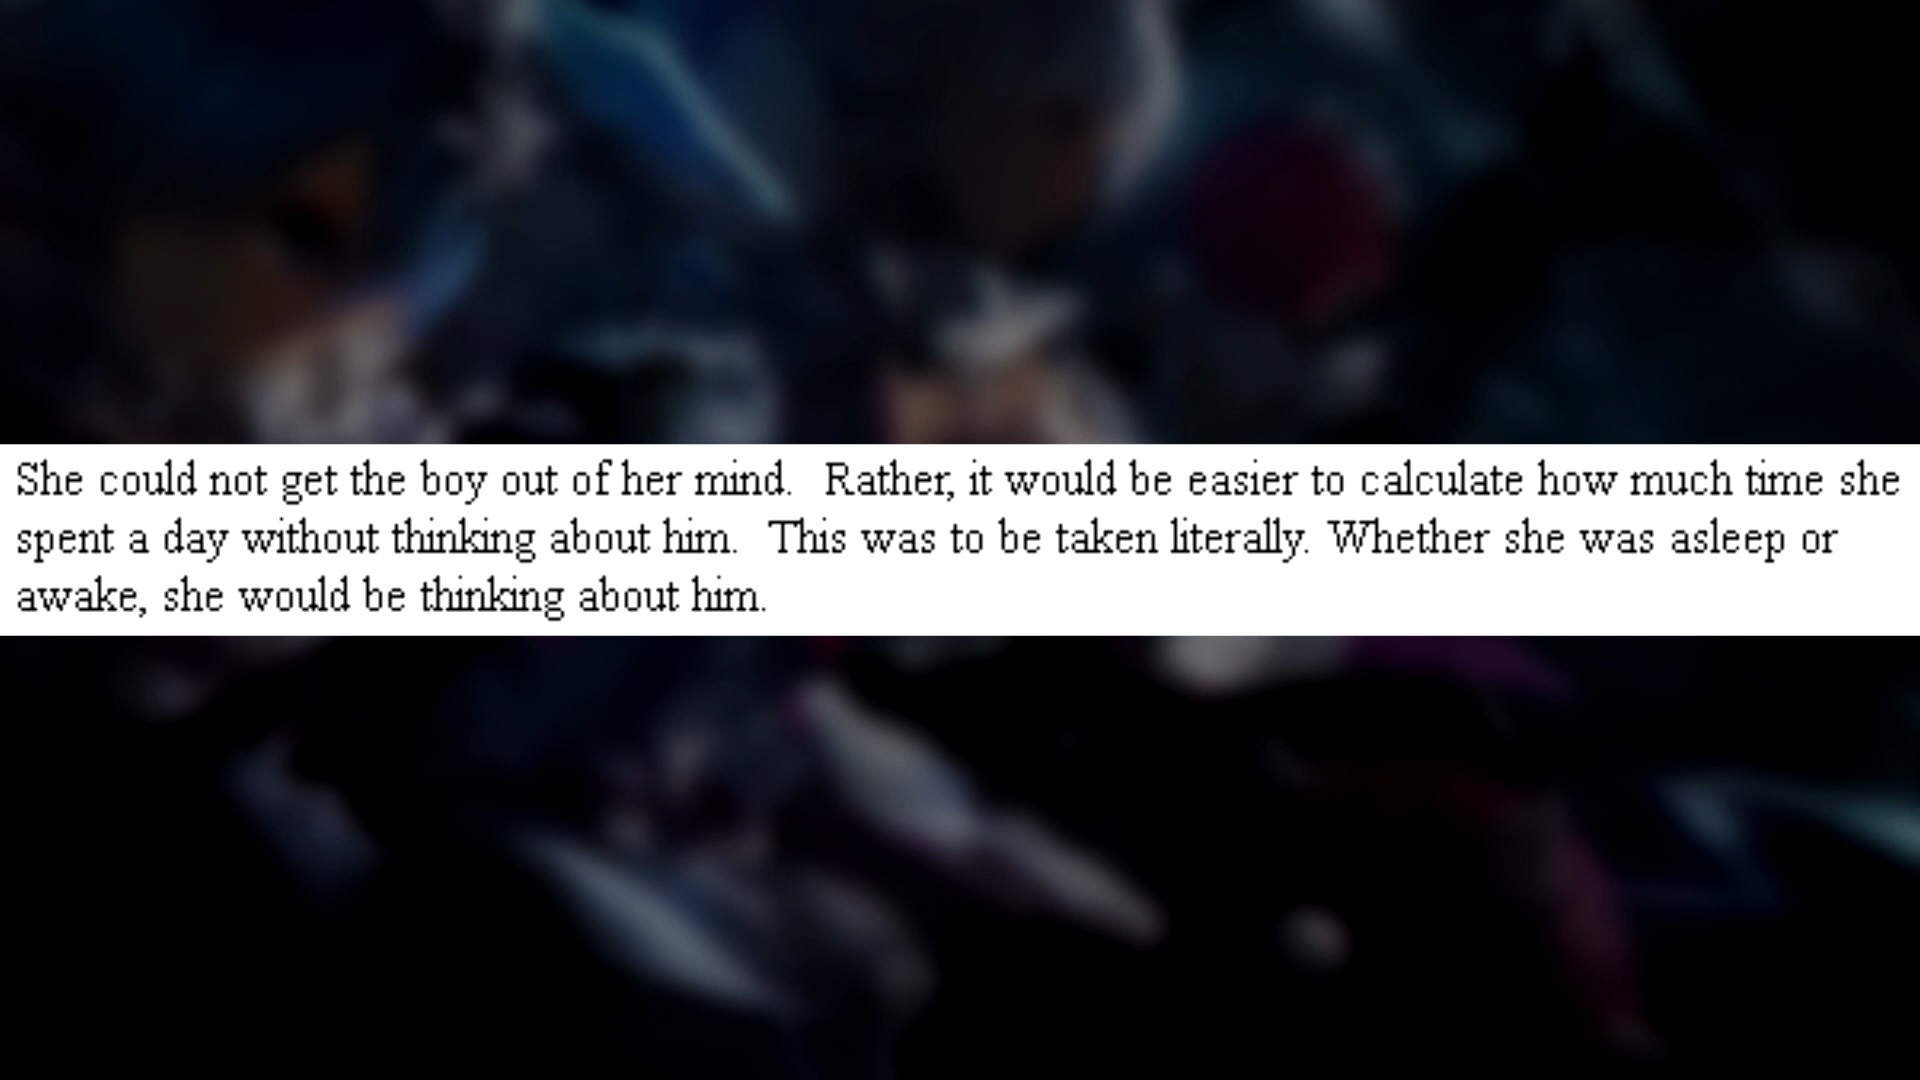 She could not get the boy out of her mind.  Rather, it would be easier to calculate how much time she
spent a day without thinking about him.  This was to be taken literally. Whether she was asleep or
awake, she would be thinking about him.